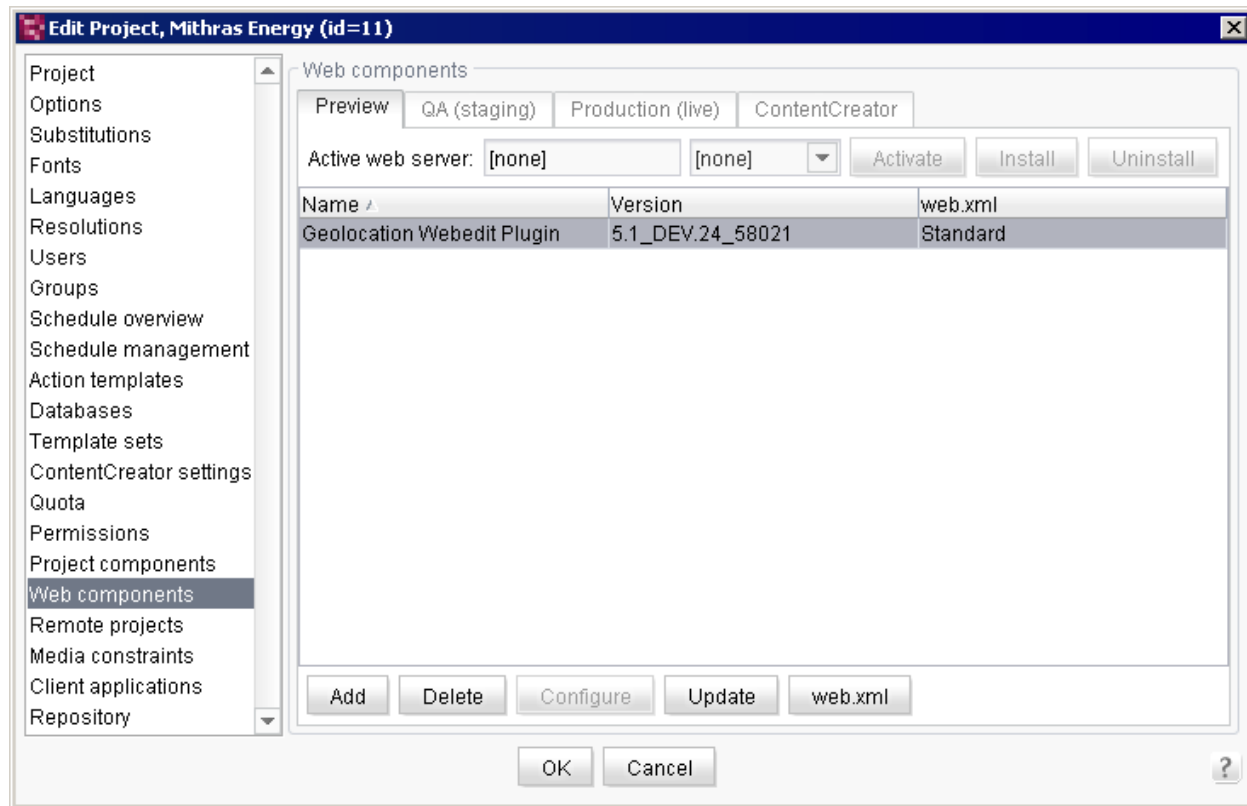 Edit Project, Mithras Energy (id=11)
Project
Options
Substitutions
Fonts
Languages
Resolutions
Users
Groups
Schedule overview
Schedule management
Action templates
Databases
Template sets
ContentCreator settings
Quota
Permissions
Project components
Web components
Remote projects
Media constraints
Client applications
Repository
Web components
Preview QA (staging) Production (live) ContentCreator
Active web server: [none] [none] Activate Install Uninstall
Name Version web.xml
Geolocation Webedit Plugin 5.1_DEV.24_58021 Standard
Add Delete Configure Update web.xml
OK Cancel ?